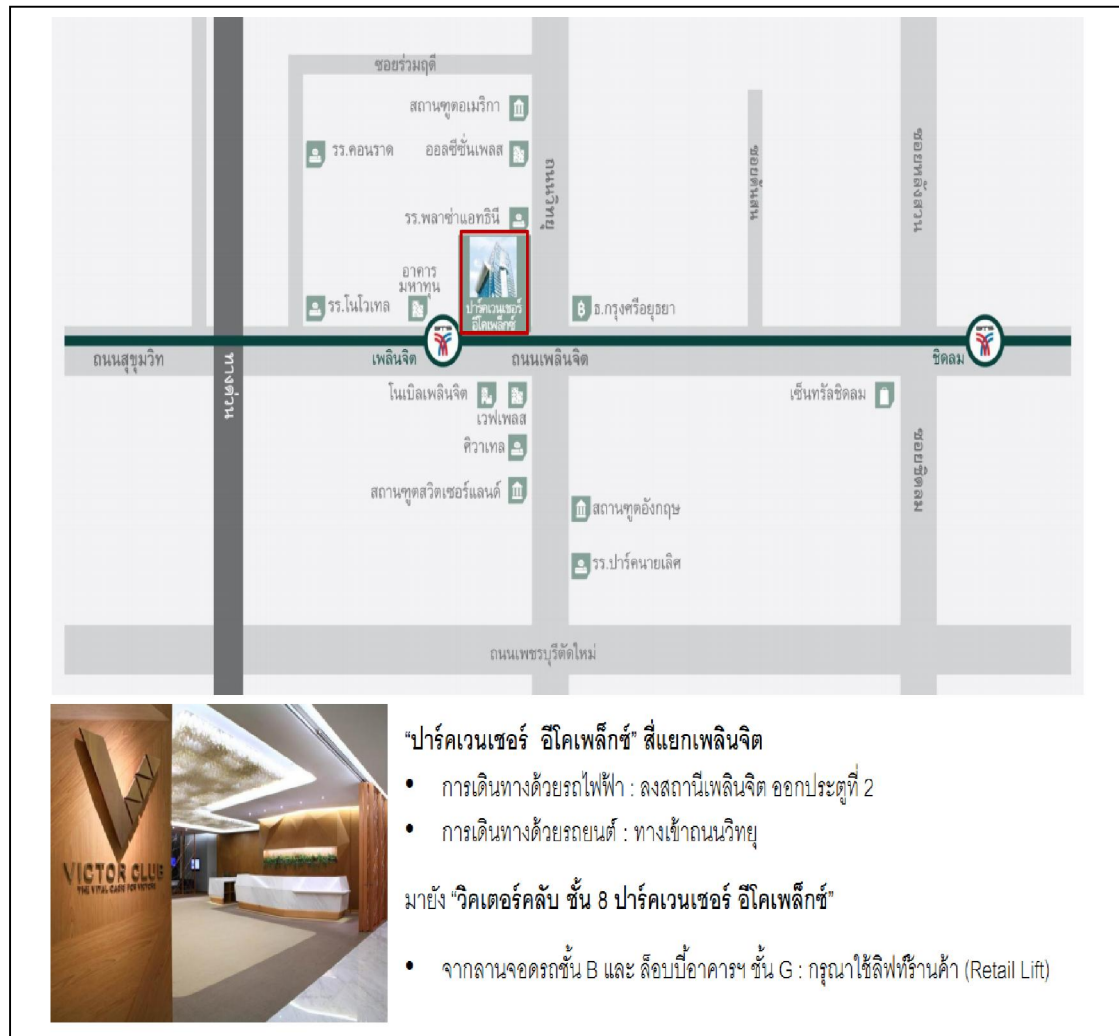 ซอยร่วมฤดี
สถานฑูตอเมริกา
รร.คอนราด
ออลซีซั่นเพลส
ถนนวิทยุ
ซอยต้นสน
ซอยหลังสวน
รร.พลาซ่าแอทธินี
อาคาร
มหาทุน
รร.โนโวเทล
ปาร์คเวนเชอร์
อีโคเพล็กซ์
ธ.กรุงศรีอยุธยา
ถนนสุขุมวิท
ทางด่วน
เพลินจิต
ถนนเพลินจิต
ชิดลม
โนเบิลเพลินจิต
เวฟเพลส
เซ็นทรัลชิดลม
ศิวาเทล
ซอยชิดลม
สถานฑูตสวิตเซอร์แลนด์
สถานฑูตอังกฤษ
รร.ปาร์คนายเลิศ
ถนนเพชรบุรีตัดใหม่
VICTOR CLUB
THE VITAL CASE FOR VICTORS
“ปาร์คเวนเชอร์ อีโคเพล็กซ์” สี่แยกเพลินจิต
• การเดินทางด้วยรถไฟฟ้า : ลงสถานีเพลินจิต ออกประตูที่ 2
• การเดินทางด้วยรถยนต์ : ทางเข้าถนนวิทยุ
มายัง “วิคเตอร์คลับ ชั้น 8 ปาร์คเวนเชอร์ อีโคเพล็กซ์”
• จากลานจอดรถชั้น B และ ล็อบบี้อาคารฯ ชั้น G : กรุณาใช้ลิฟท์ร้านค้า (Retail Lift)